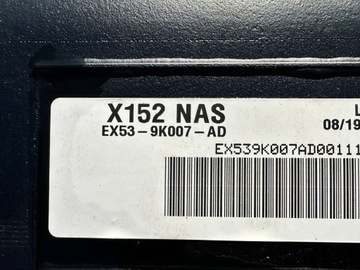 X152 NAS L
EX53-9K007-AD 08/19
EX539K007AD00111